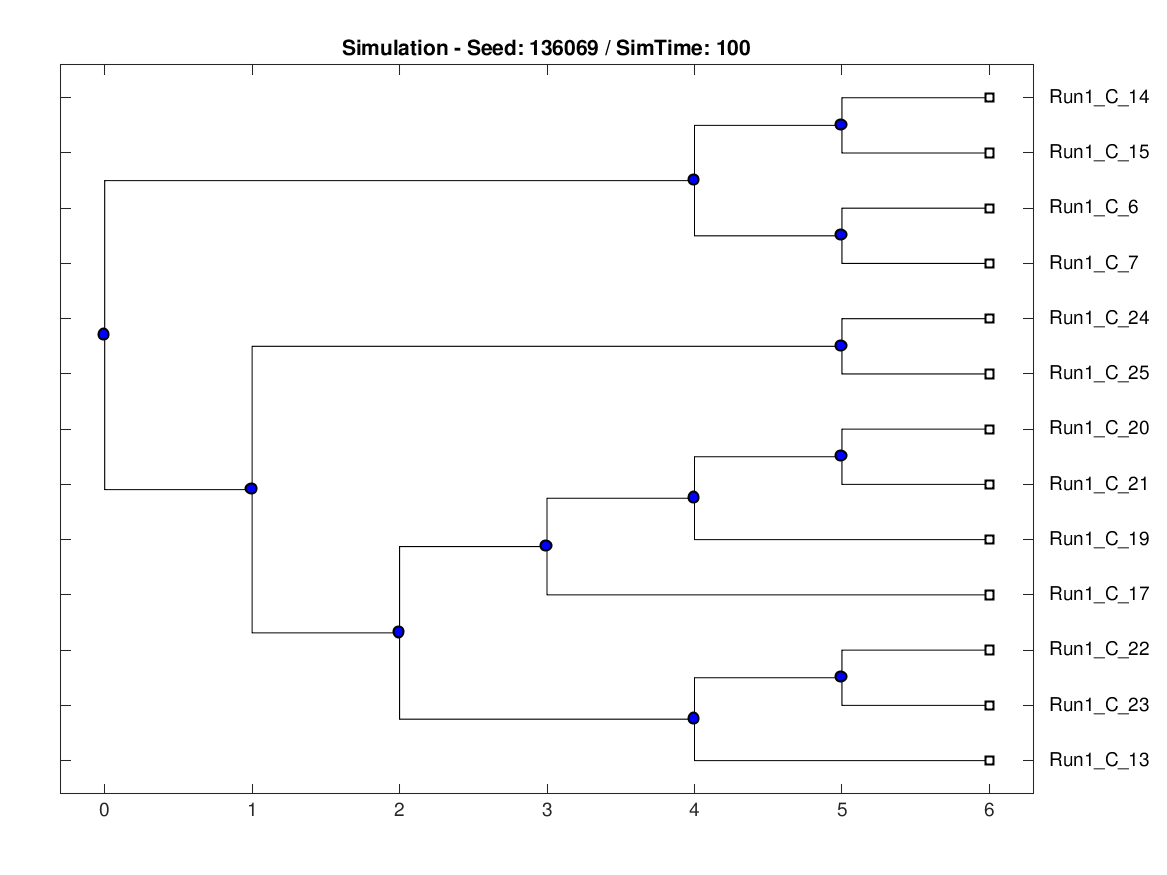 Simulation - Seed: 136069 / SimTime: 100
Run1_C_14
Run1_C_15
Run1_C_6
Run1_C_7
Run1_C_24
Run1_C_25
Run1_C_20
Run1_C_21
Run1_C_19
Run1_C_17
Run1_C_22
Run1_C_23
Run1_C_13
0 1 2 3 4 5 6